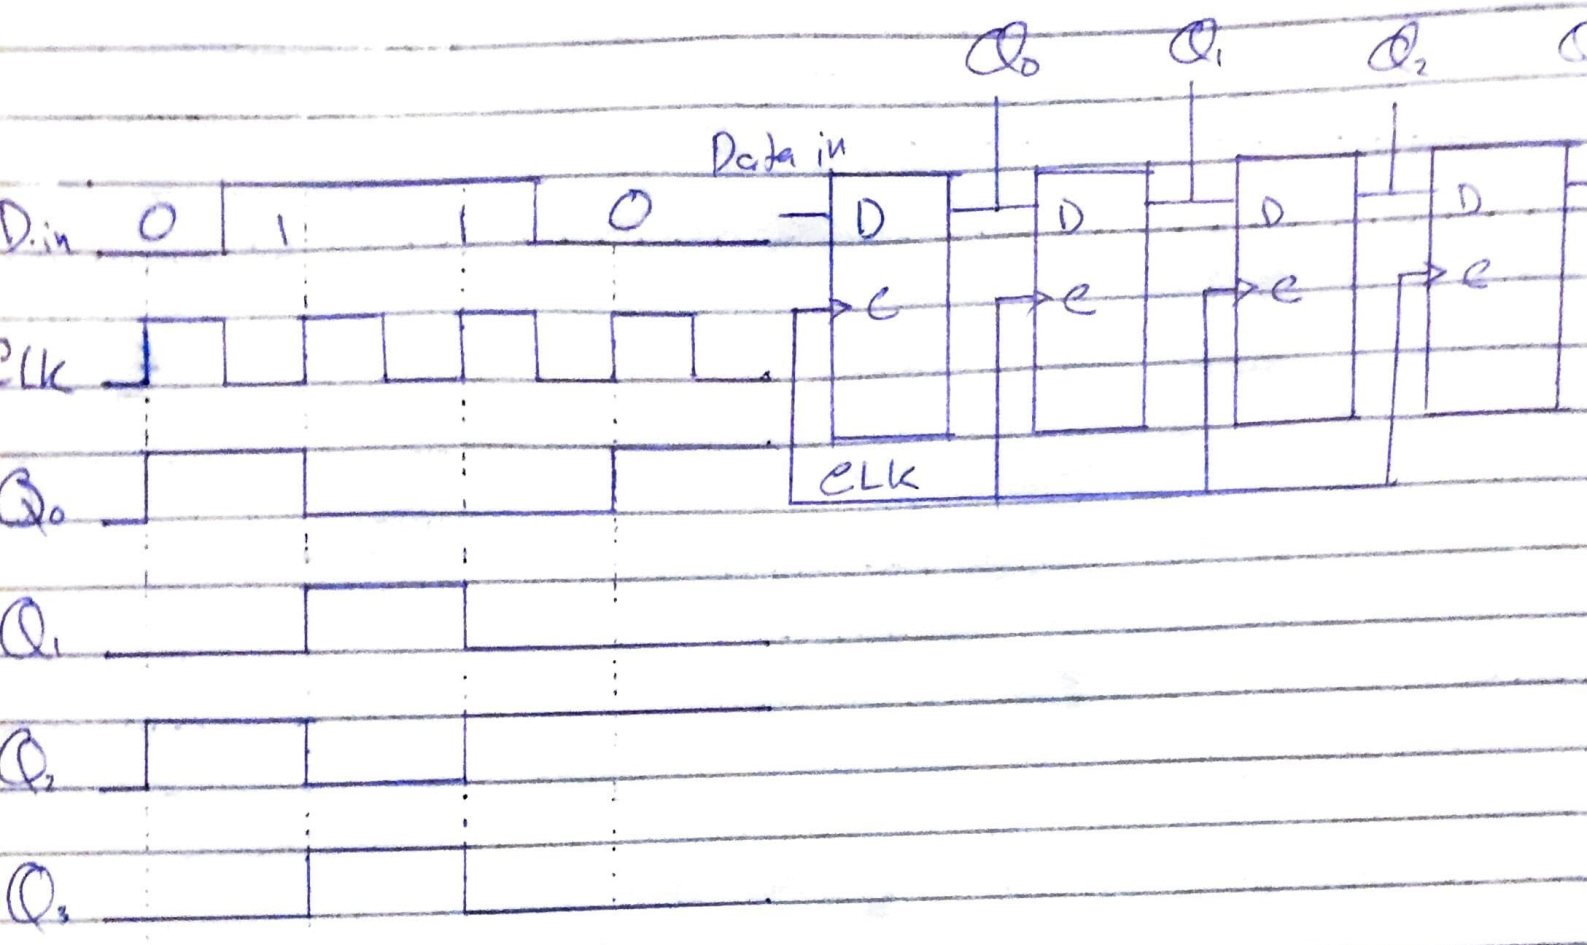 Q₀ Q₁ Q₂
Data in
D.in 0 1 1 0 D D D D
CLK C C C C
Q₀ CLK
Q₁
Q₂
Q₃